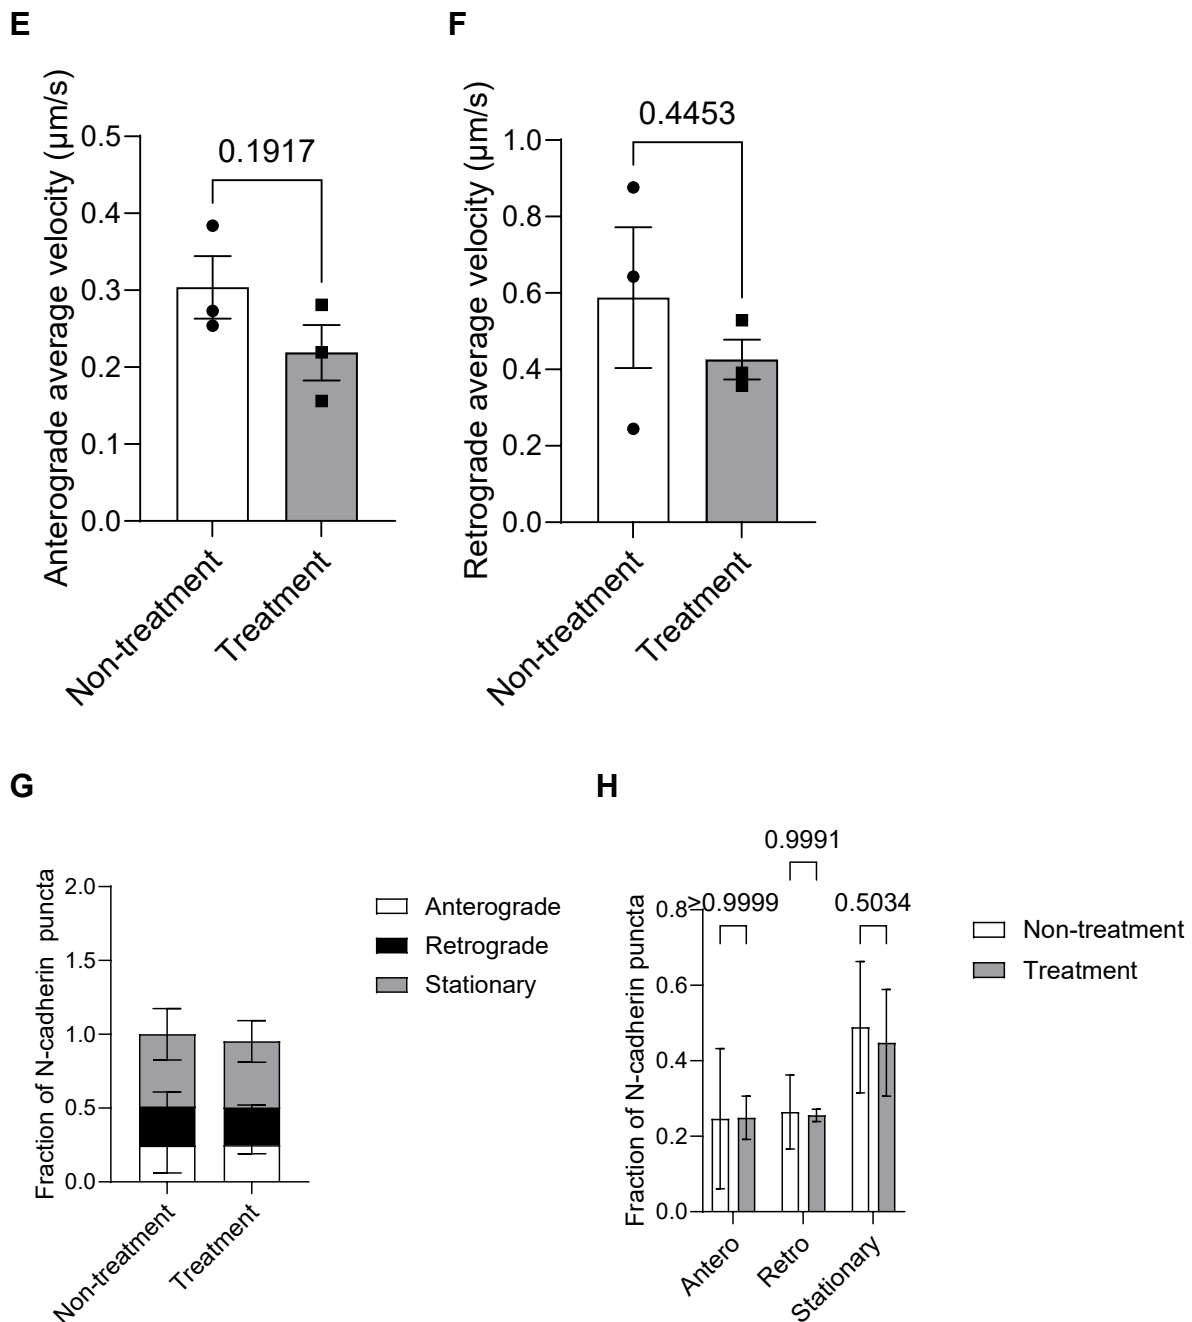 E
F
Anterograde average velocity (µm/s)
0.5
0.4
0.3
0.2
0.1
0.0
0.1917
Non-treatment
Treatment
Retrograde average velocity (µm/s)
1.0
0.8
0.6
0.4
0.2
0.0
0.4453
Non-treatment
Treatment
G
H
Fraction of N-cadherin puncta
2.0
1.5
1.0
0.5
0.0
Non-treatment
Treatment
Anterograde
Retrograde
Stationary
Fraction of N-cadherin puncta
0.8
0.6
0.4
0.2
0.0
0.9991
≥0.9999
0.5034
Antero
Retro
Stationary
Non-treatment
Treatment